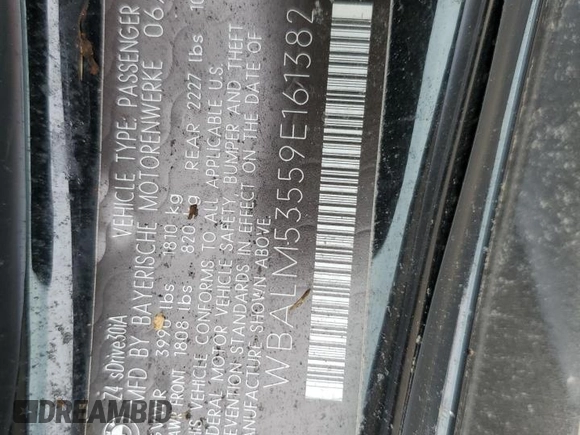 Z4 sDrive30iA VEHICLE TYPE: PASSENGER
MFD BY BAYERISCHE MOTORENWERKE 06
GVWR 3990 lbs 1810 kg
GAWR FRONT 1808 lbs 820 kg REAR 2227 lbs
THIS VEHICLE CONFORMS TO ALL APPLICABLE U.S.
FEDERAL MOTOR VEHICLE SAFETY, BUMPER AND THEFT
PREVENTION STANDARDS IN EFFECT ON THE DATE OF
MANUFACTURE SHOWN ABOVE.
WBALM53559E161382
DREAMBID